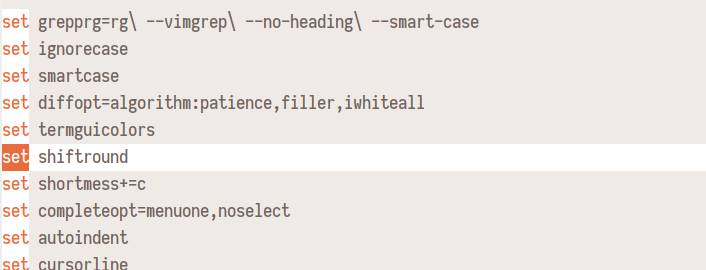 set grepprg=rg\ --vimgrep\ --no-heading\ --smart-case
set ignorecase
set smartcase
set diffopt=algorithm:patience,filler,iwhiteall
set termguicolors
set shiftround
set shortmess+=c
set completeopt=menuone,noselect
set autoindent
set cursorline